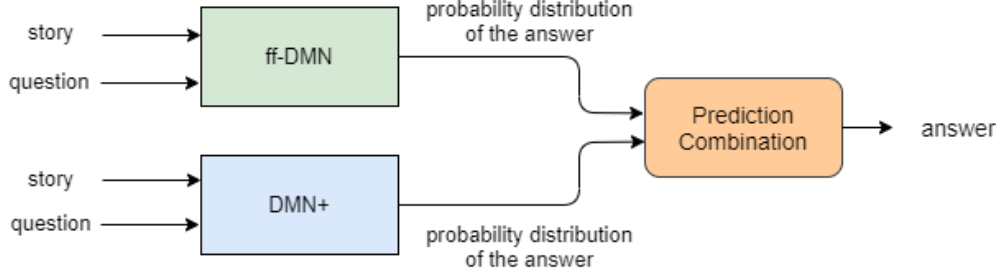 probability distribution
of the answer
story
question
ff-DMN
Prediction
Combination
answer
story
question
DMN+
probability distribution
of the answer